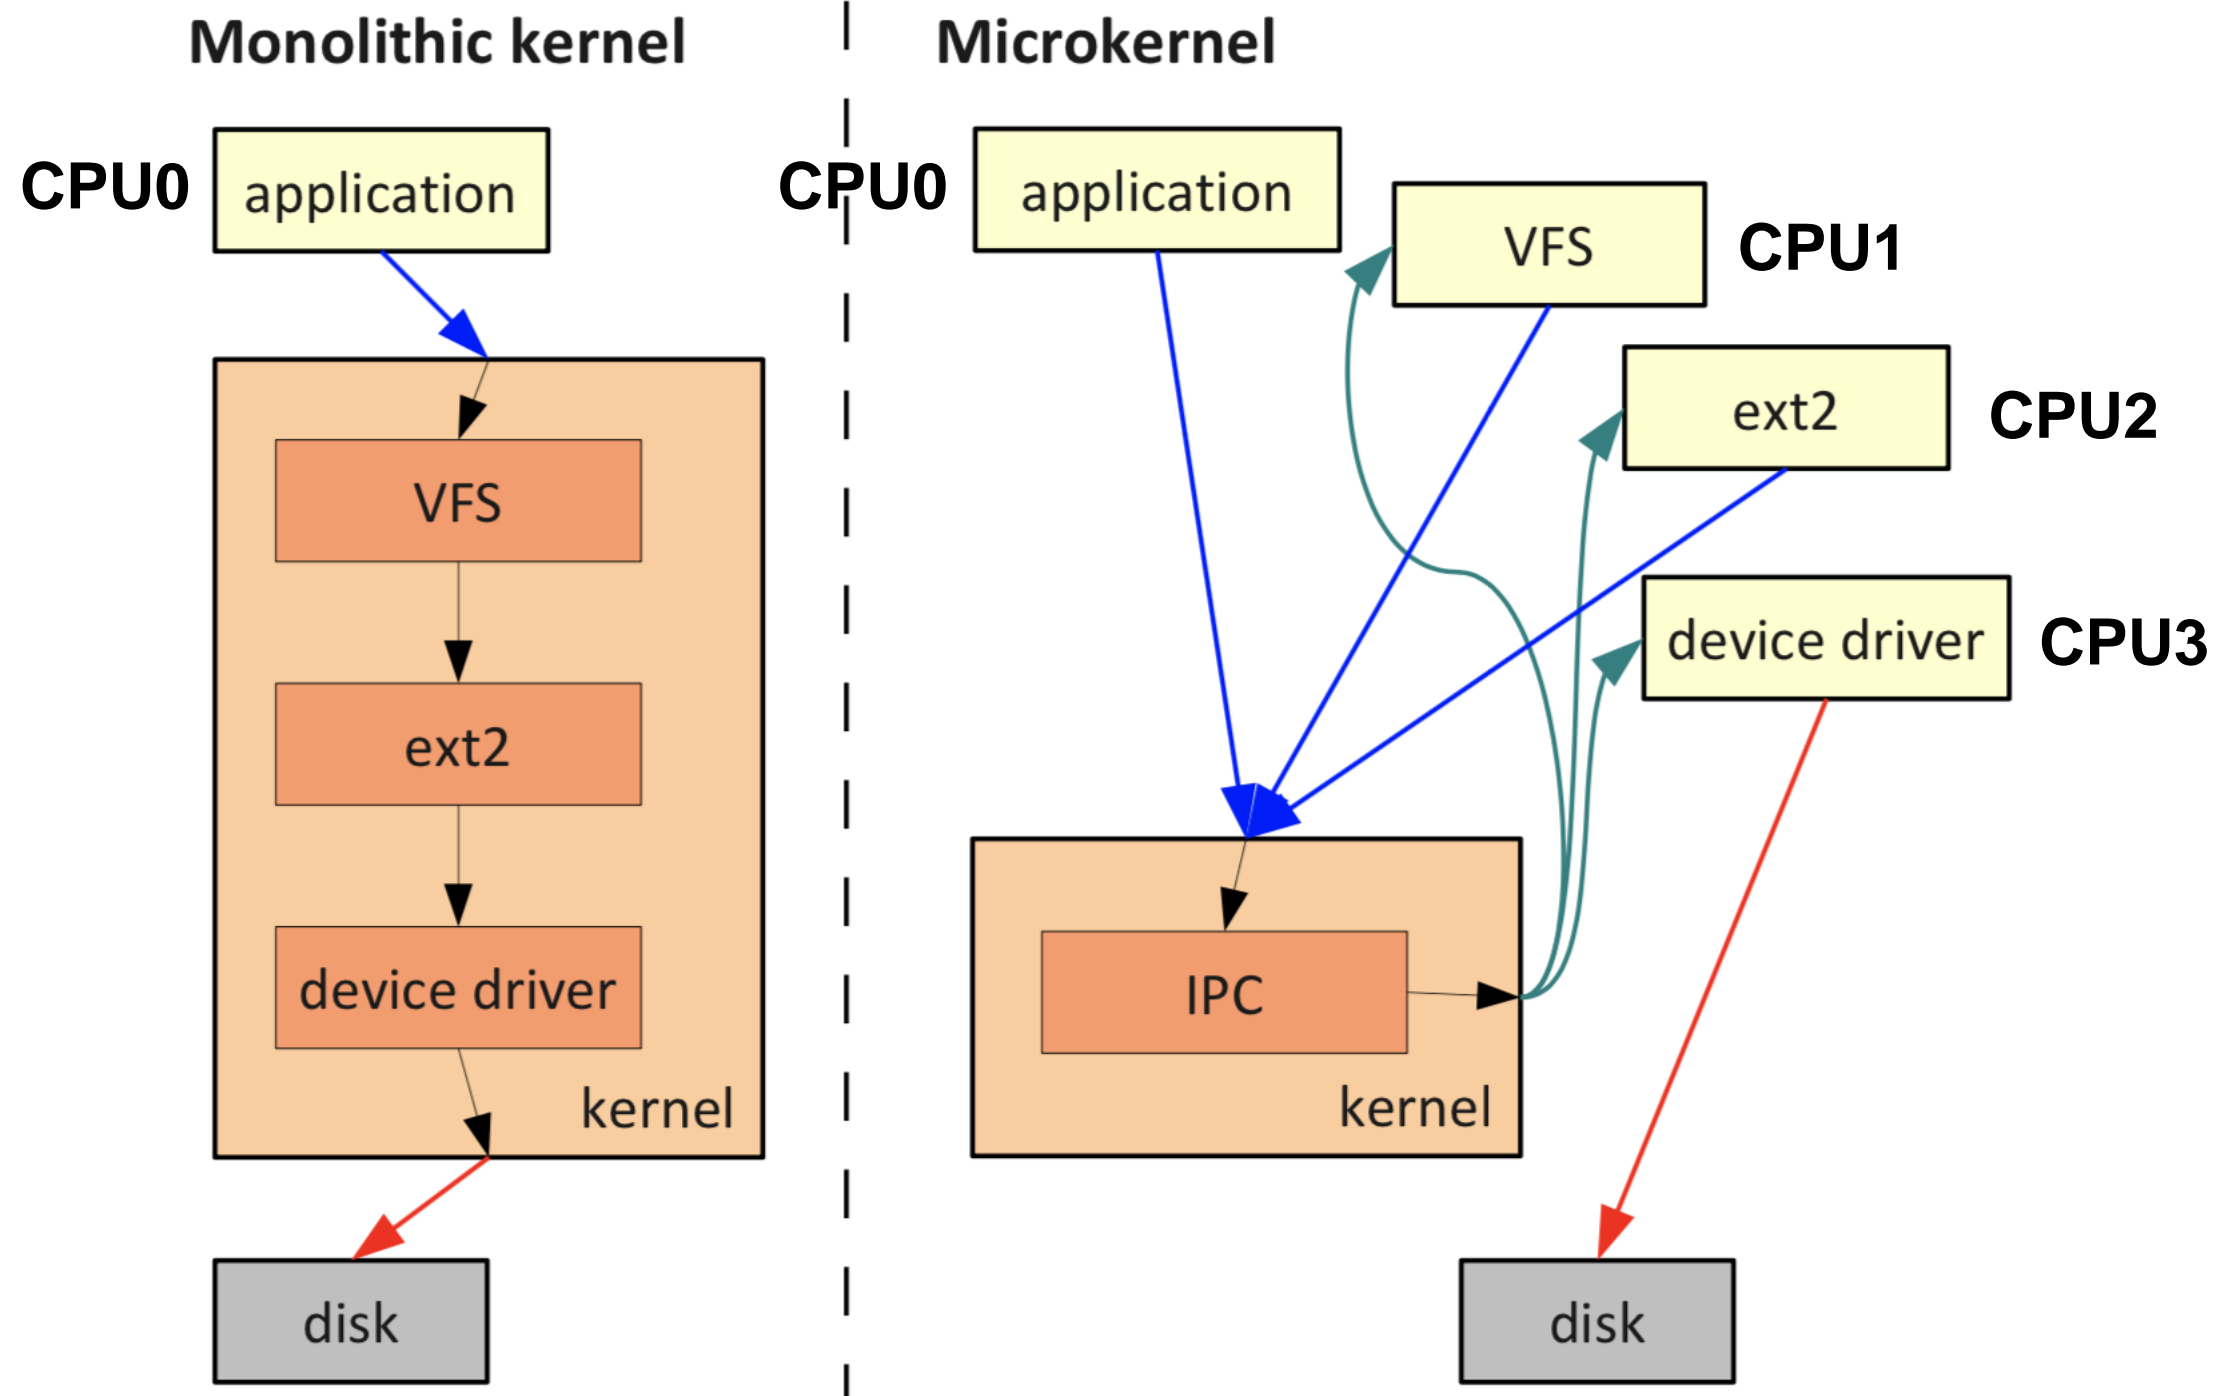 Monolithic kernel
CPU0
application
VFS
ext2
device driver
kernel
disk
Microkernel
CPU0
application
VFS
CPU1
ext2
CPU2
device driver
CPU3
IPC
kernel
disk